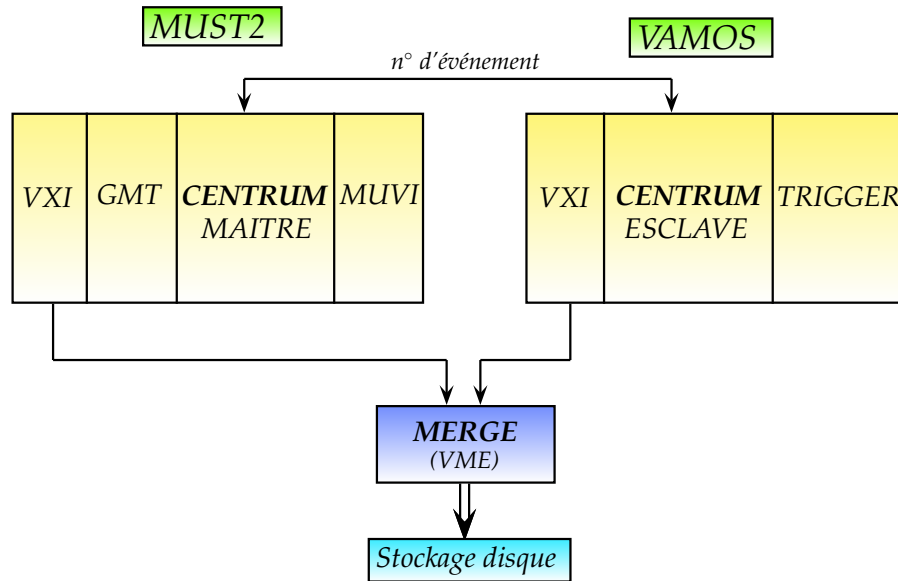 MUST2
VAMOS
n° d'événement
VXI
GMT
CENTRUM
MAITRE
MUVI
VXI
CENTRUM
ESCLAVE
TRIGGER
MERGE
(VME)
Stockage disque